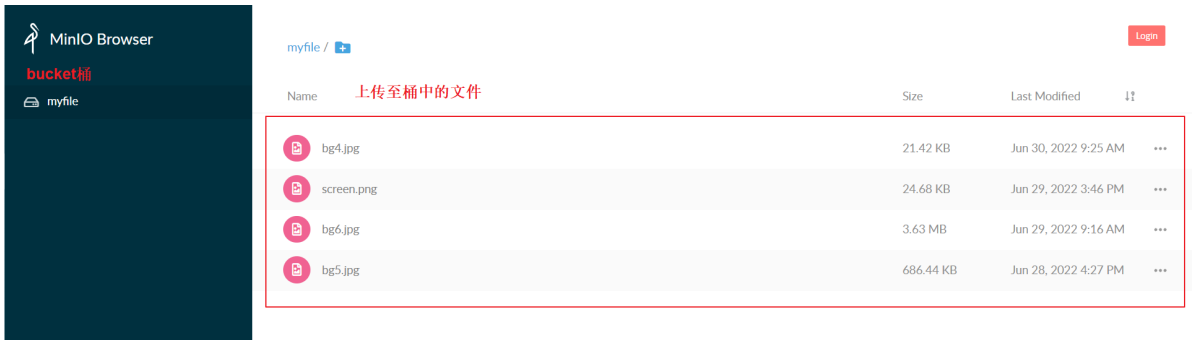 MinIO Browser
bucket桶
myfile
myfile /
Login
上传至桶中的文件
Name Size Last Modified
bg4.jpg 21.42 KB Jun 30, 2022 9:25 AM
screen.png 24.68 KB Jun 29, 2022 3:46 PM
bg6.jpg 3.63 MB Jun 29, 2022 9:16 AM
bg5.jpg 686.44 KB Jun 28, 2022 4:27 PM